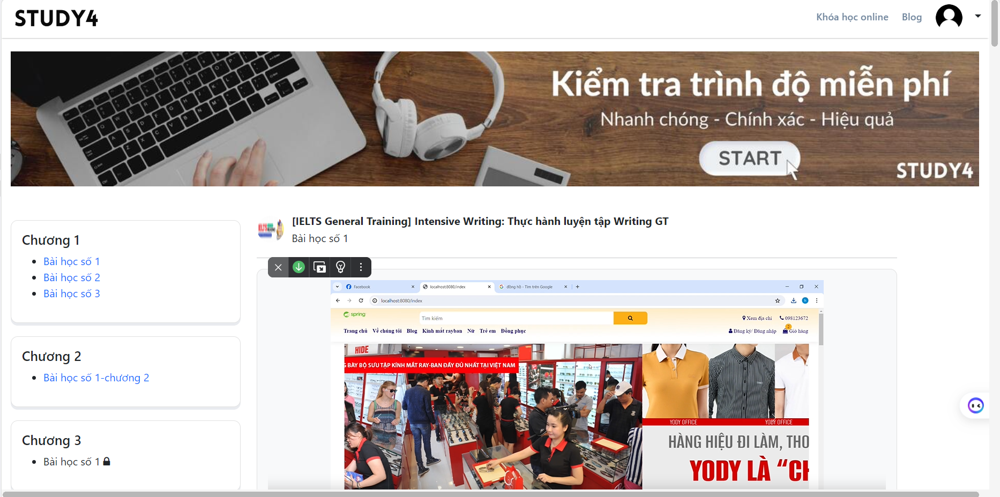 STUDY4
Khóa học online
Blog
Kiểm tra trình độ miễn phí
Nhanh chóng - Chính xác - Hiệu quả
START
STUDY4
Chương 1
Bài học số 1
Bài học số 2
Bài học số 3
Chương 2
Bài học số 1-chương 2
Chương 3
Bài học số 1
[IELTS General Training] Intensive Writing: Thực hành luyện tập Writing GT
Bài học số 1
Facebook
localhost:8080/index
đồng hồ - Tìm trên Google
localhost:8080/index
spring
Tìm kiếm
Xem địa chỉ
098123672
Trang chủ Về chúng tôi Blog Kính mắt rayban Nữ Trẻ em Đồng phục
Đăng ký/ Đăng nhập
2
Giỏ hàng
HIDE
G BÀY BỘ SƯU TẬP KÍNH MẮT RAY-BAN ĐẦY ĐỦ NHẤT TẠI VIỆT NAM
YODY OFFICE
YODY OFFICE
HÀNG HIỆU ĐI LÀM, THO
YODY LÀ “CH